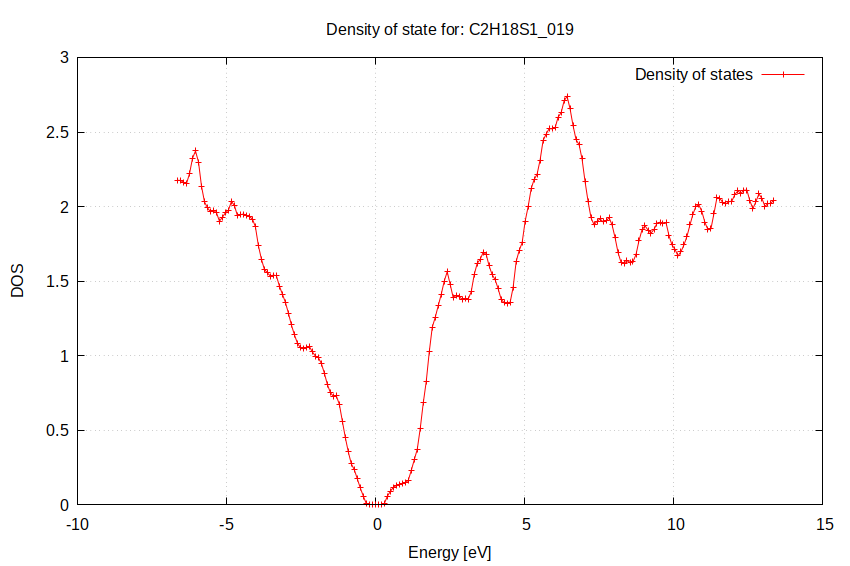 Density of state for: C2H18S1_019
Density of states
3
2.5
2
1.5
1
0.5
0
DOS
-10 -5 0 5 10 15
Energy [eV]